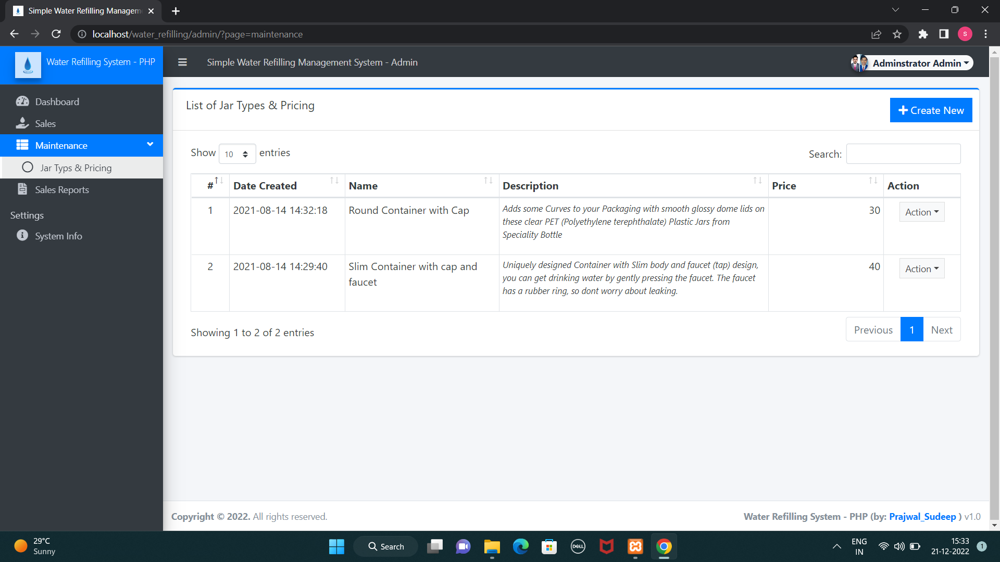 Simple Water Refilling Managem
localhost/water_refilling/admin/?page=maintenance
S
Water Refilling System - PHP
Simple Water Refilling Management System - Admin
Adminstrator Admin
Dashboard
Sales
Maintenance
Jar Typs & Pricing
Sales Reports
Settings
System Info
List of Jar Types & Pricing
Create New
Show 10 entries
Search:
# Date Created Name Description Price Action
1 2021-08-14 14:32:18 Round Container with Cap Adds some Curves to your Packaging with smooth glossy dome lids on 30 Action
these clear PET (Polyethylene terephthalate) Plastic Jars from
Speciality Bottle
2 2021-08-14 14:29:40 Slim Container with cap and Uniquely designed Container with Slim body and faucet (tap) design, 40 Action
faucet you can get drinking water by gently pressing the faucet. The faucet
has a rubber ring, so dont worry about leaking.
Showing 1 to 2 of 2 entries
Previous 1 Next
Copyright © 2022. All rights reserved.
Water Refilling System - PHP (by: Prajwal_Sudeep ) v1.0
29°C
Sunny
Search
DELL
ENG
IN
15:33
21-12-2022
1